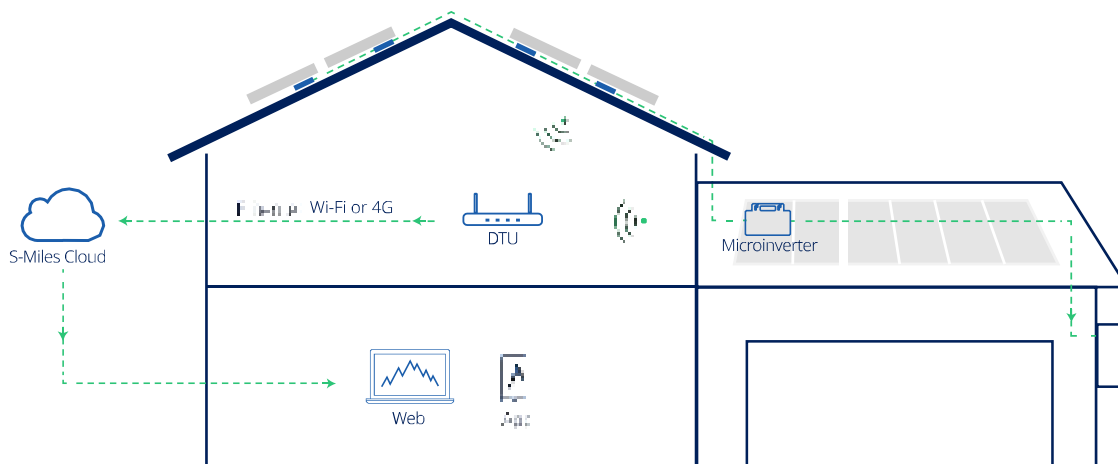 Wi-Fi or 4G
DTU
S-Miles Cloud
Microinverter
Web